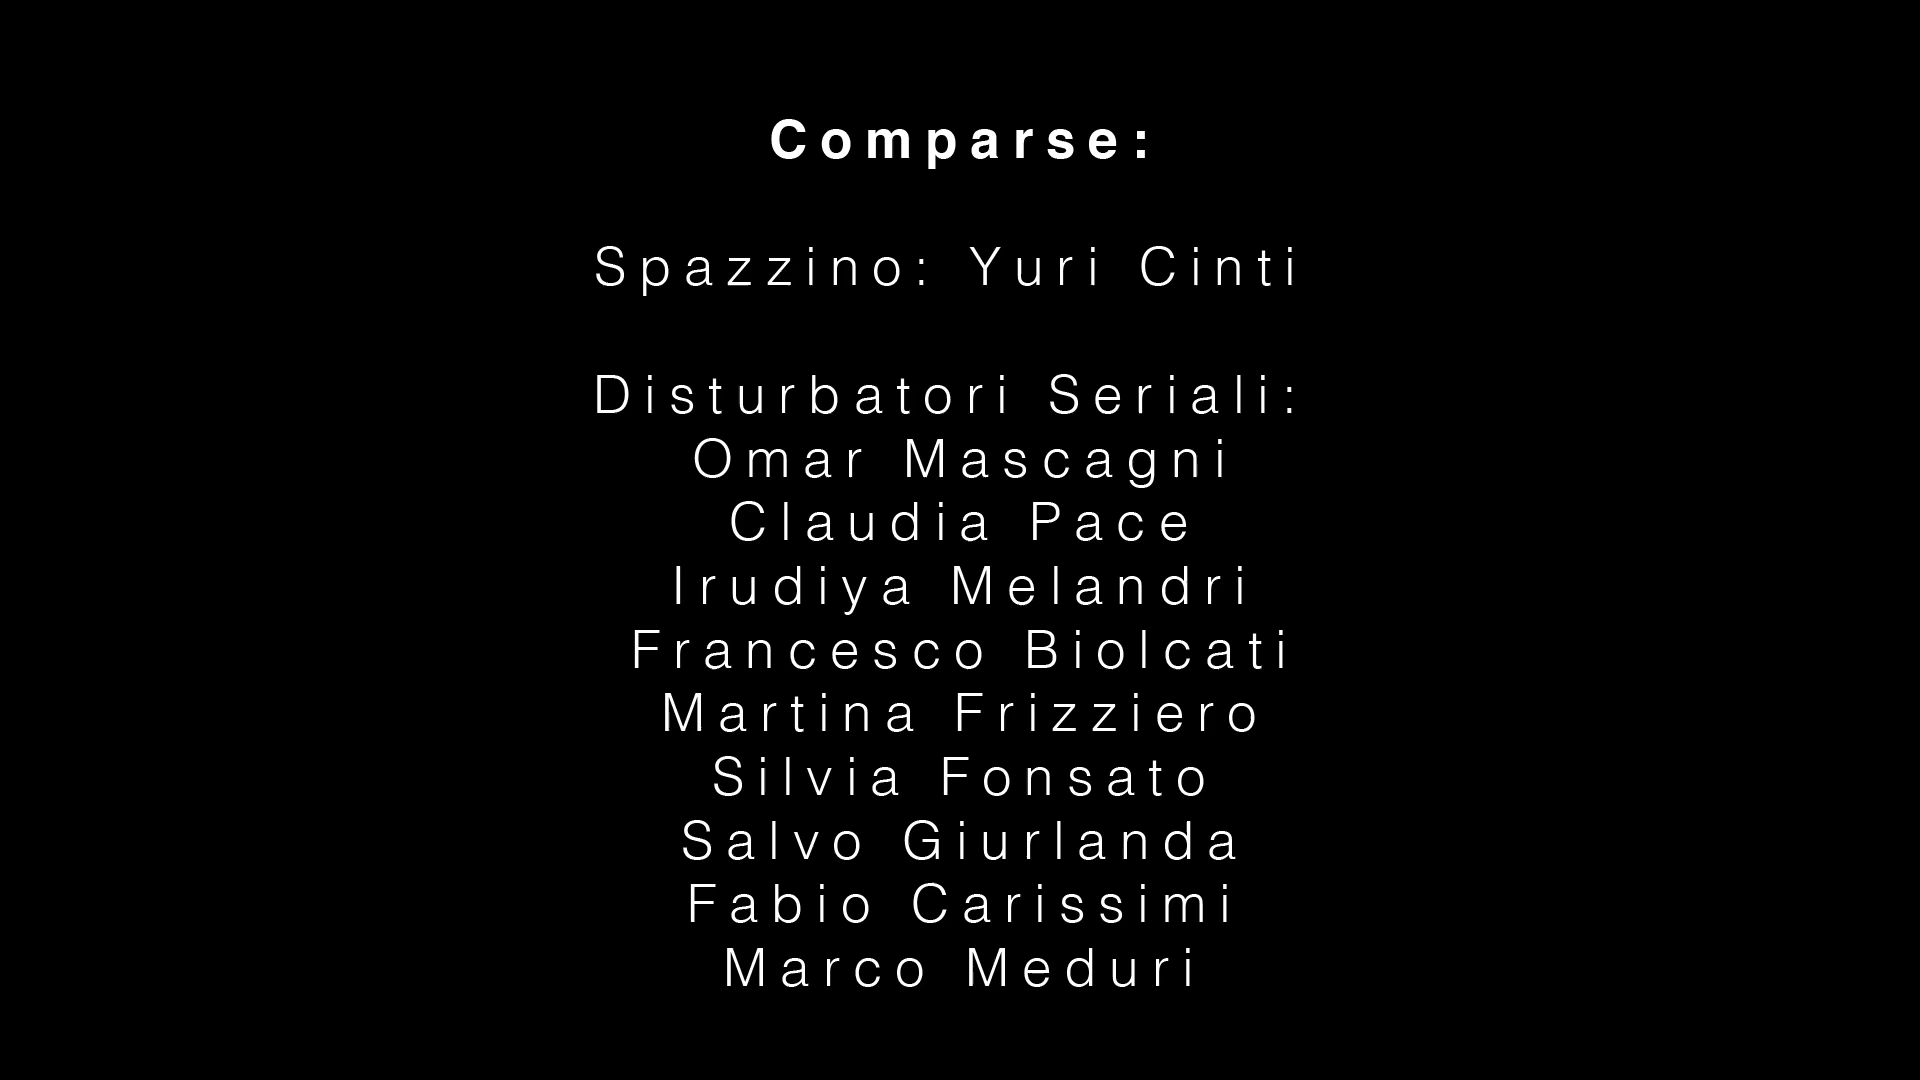 Comparse:
Spazzino: Yuri Cinti
Disturbatori Seriali:
Omar Mascagni
Claudia Pace
Irudiya Melandri
Francesco Biolcati
Martina Frizziero
Silvia Fonsato
Salvo Giurlanda
Fabio Carissimi
Marco Meduri